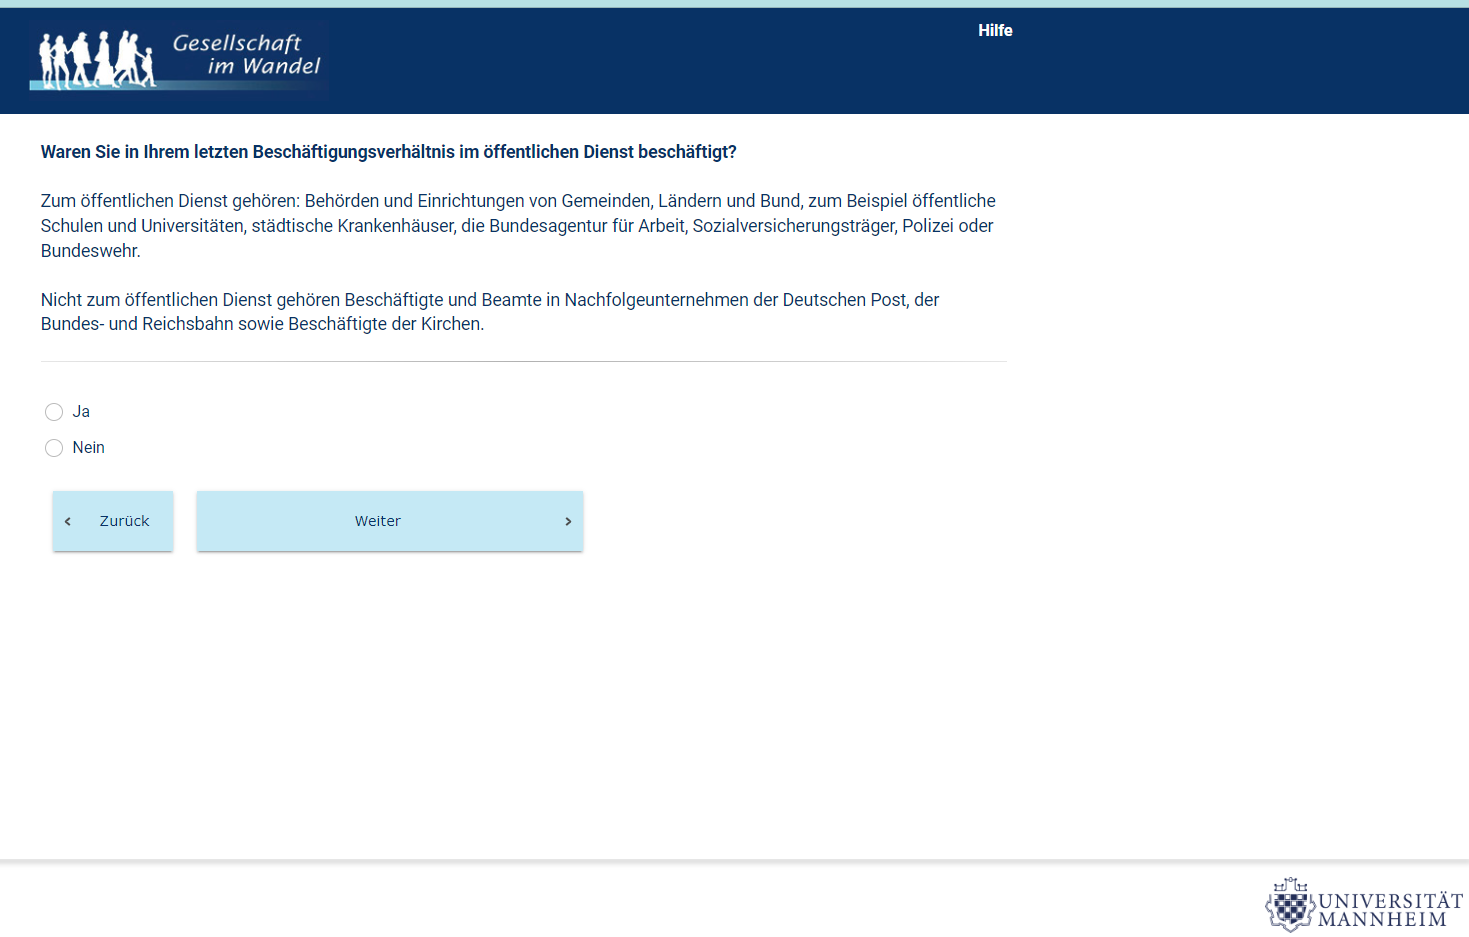 Gesellschaft
im Wandel
Hilfe
Waren Sie in Ihrem letzten Beschäftigungsverhältnis im öffentlichen Dienst beschäftigt?
Zum öffentlichen Dienst gehören: Behörden und Einrichtungen von Gemeinden, Ländern und Bund, zum Beispiel öffentliche
Schulen und Universitäten, städtische Krankenhäuser, die Bundesagentur für Arbeit, Sozialversicherungsträger, Polizei oder
Bundeswehr.
Nicht zum öffentlichen Dienst gehören Beschäftigte und Beamte in Nachfolgeunternehmen der Deutschen Post, der
Bundes- und Reichsbahn sowie Beschäftigte der Kirchen.
Ja
Nein
Zurück
Weiter
UNIVERSITÄT
MANNHEIM